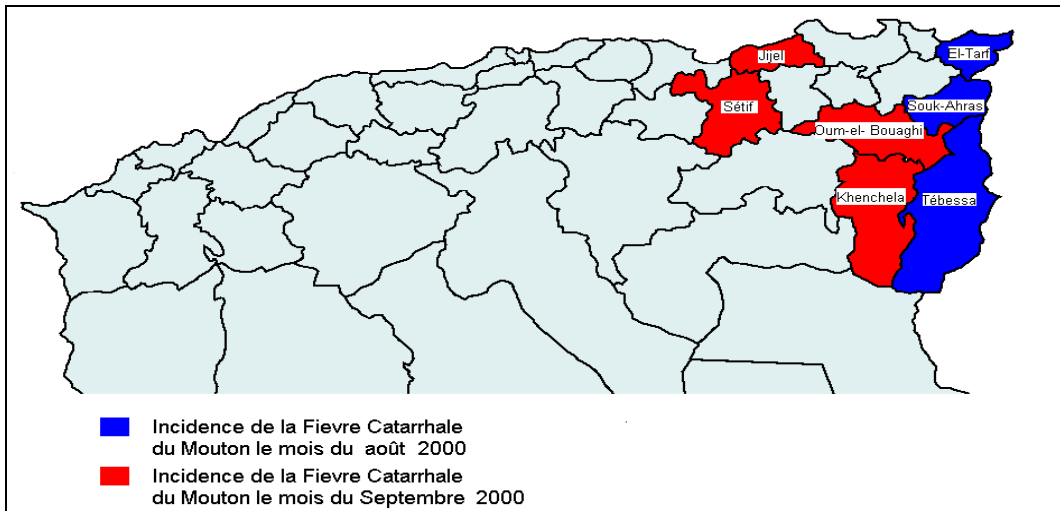 Jijel
El-Tarf
Sétif
Souk-Ahras
Oum-el- Bouaghi
Khenchela
Tébessa
Incidence de la Fievre Catarrhale
du Mouton le mois du août 2000
Incidence de la Fievre Catarrhale
du Mouton le mois du Septembre 2000